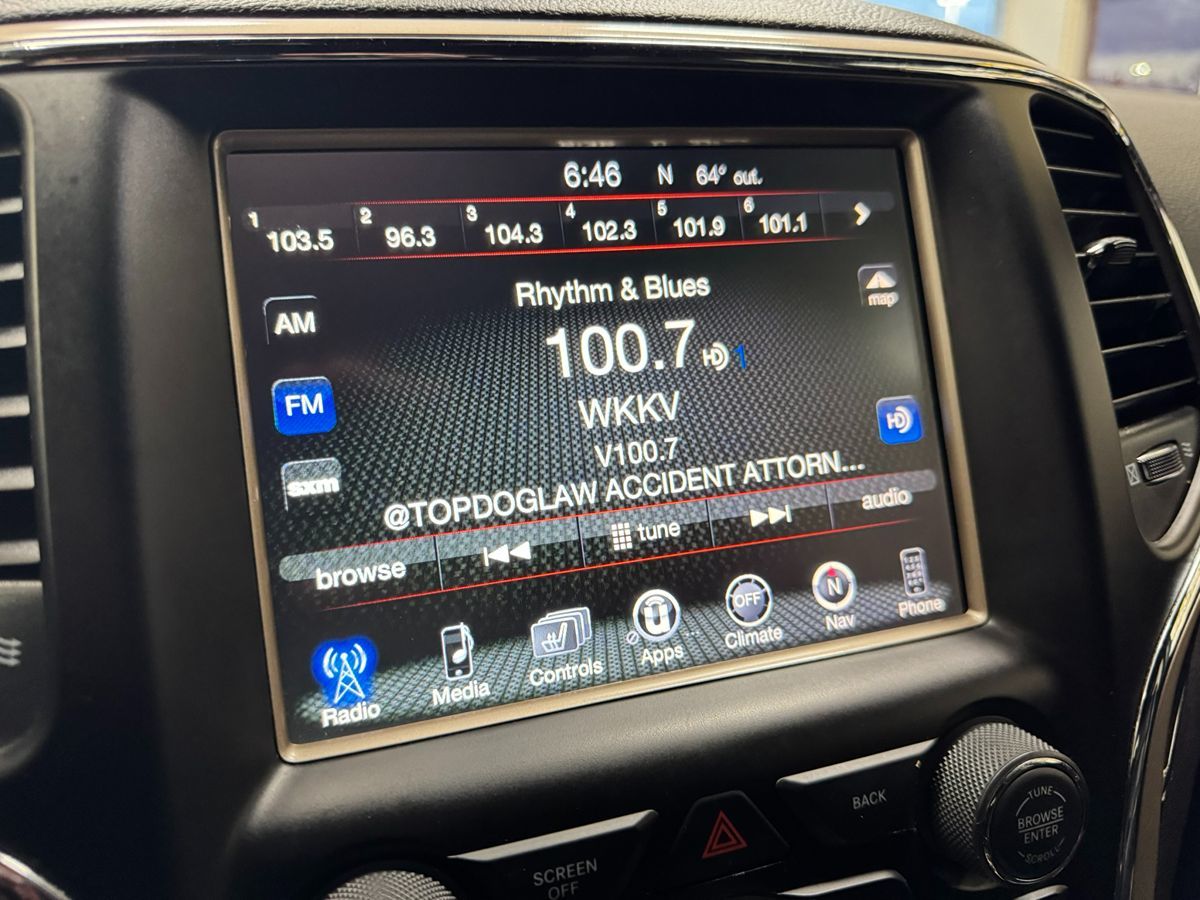 6:46 N 64° out.
1 103.5 2 96.3 3 104.3 4 102.3 5 101.9 6 101.1
Rhythm & Blues
map
AM
100.7 HD 1
FM
WKKV
HD
V100.7
sxm
@TOPDOGLAW ACCIDENT ATTORN...
browse tune audio
Radio Media Controls Apps OFF Climate N Nav Phone
BACK
TUNE
BROWSE
ENTER
SCROLL
SCREEN
OFF